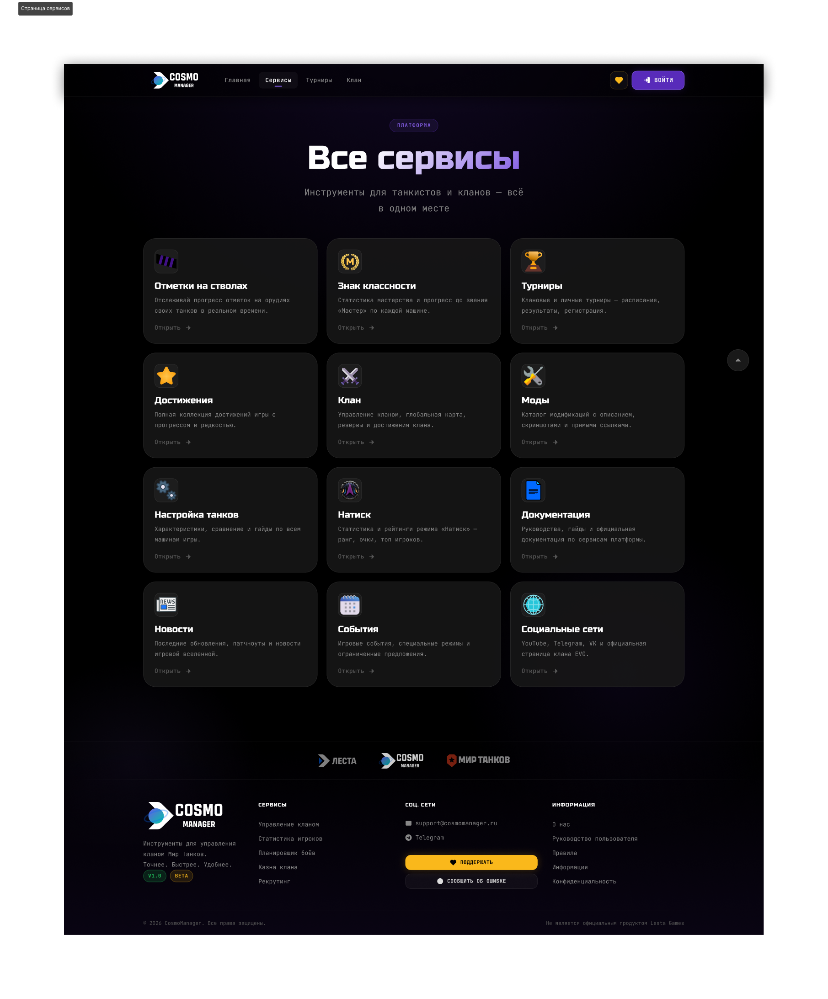 Страница сервисов
COSMO
MANAGER
Главная
Сервисы
Турниры
Клан
ВОЙТИ
ПЛАТФОРМА
Все сервисы
Инструменты для танкистов и кланов — всё
в одном месте
Отметки на стволах
Отслеживай прогресс отметок на орудиях
своих танков в реальном времени.
Открыть →
Знак классности
Статистика мастерства и прогресс до звания
«Мастер» по каждой машине.
Открыть →
Турниры
Клановые и личные турниры — расписание,
результаты, регистрация.
Открыть →
Достижения
Полная коллекция достижений игры с
прогрессом и редкостью.
Открыть →
Клан
Управление кланом, глобальная карта,
резервы и достижения клана.
Открыть →
Моды
Каталог модификаций с описанием,
скриншотами и прямыми ссылками.
Открыть →
Настройка танков
Характеристики, сравнение и гайды по всем
машинам игры.
Открыть →
Натиск
Статистика и рейтинги режима «Натиск» —
ранг, очки, топ игроков.
Открыть →
Документация
Руководства, гайды и официальная
документация по сервисам платформы.
Открыть →
NEWS
Новости
Последние обновления, патчноуты и новости
игровой вселенной.
Открыть →
События
Игровые события, специальные режимы и
ограниченные предложения.
Открыть →
Социальные сети
YouTube, Telegram, VK и официальная
страница клана EVO.
Открыть →
ЛЕСТА
COSMO
MANAGER
МИР ТАНКОВ
COSMO
MANAGER
Инструменты для управления
кланом Мир Танков.
Точнее. Быстрее. Удобнее.
V1.0
BETA
СЕРВИСЫ
Управление кланом
Статистика игроков
Планировщик боёв
Казна клана
Рекрутинг
СОЦ. СЕТИ
support@cosmomanager.ru
Telegram
ПОДДЕРЖАТЬ
СООБЩИТЬ ОБ ОШИБКЕ
ИНФОРМАЦИЯ
О нас
Руководство пользователя
Правила
Информация
Конфиденциальность
© 2026 CosmoManager. Все права защищены.
Не является официальным продуктом Lesta Games